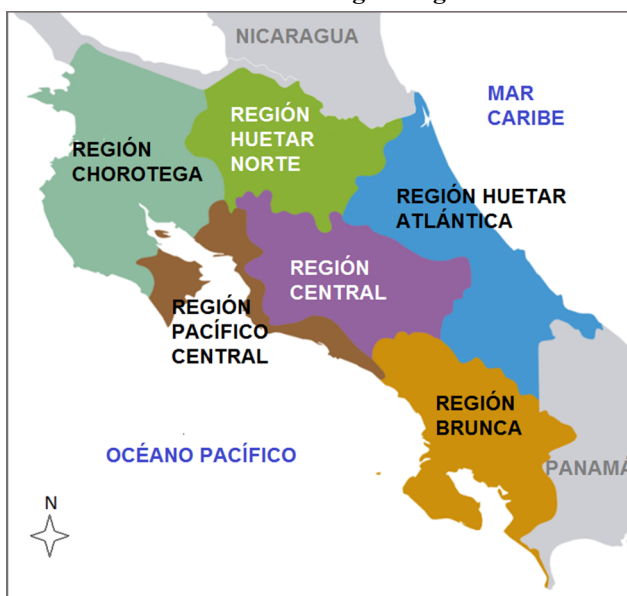 NICARAGUA
MAR
CARIBE
REGIÓN
HUETAR
NORTE
REGIÓN
CHOROTEGA
REGIÓN HUETAR
ATLÁNTICA
REGIÓN
CENTRAL
REGIÓN
PACÍFICO
CENTRAL
REGIÓN
BRUNCA
OCÉANO PACÍFICO
PANAMÁ
N